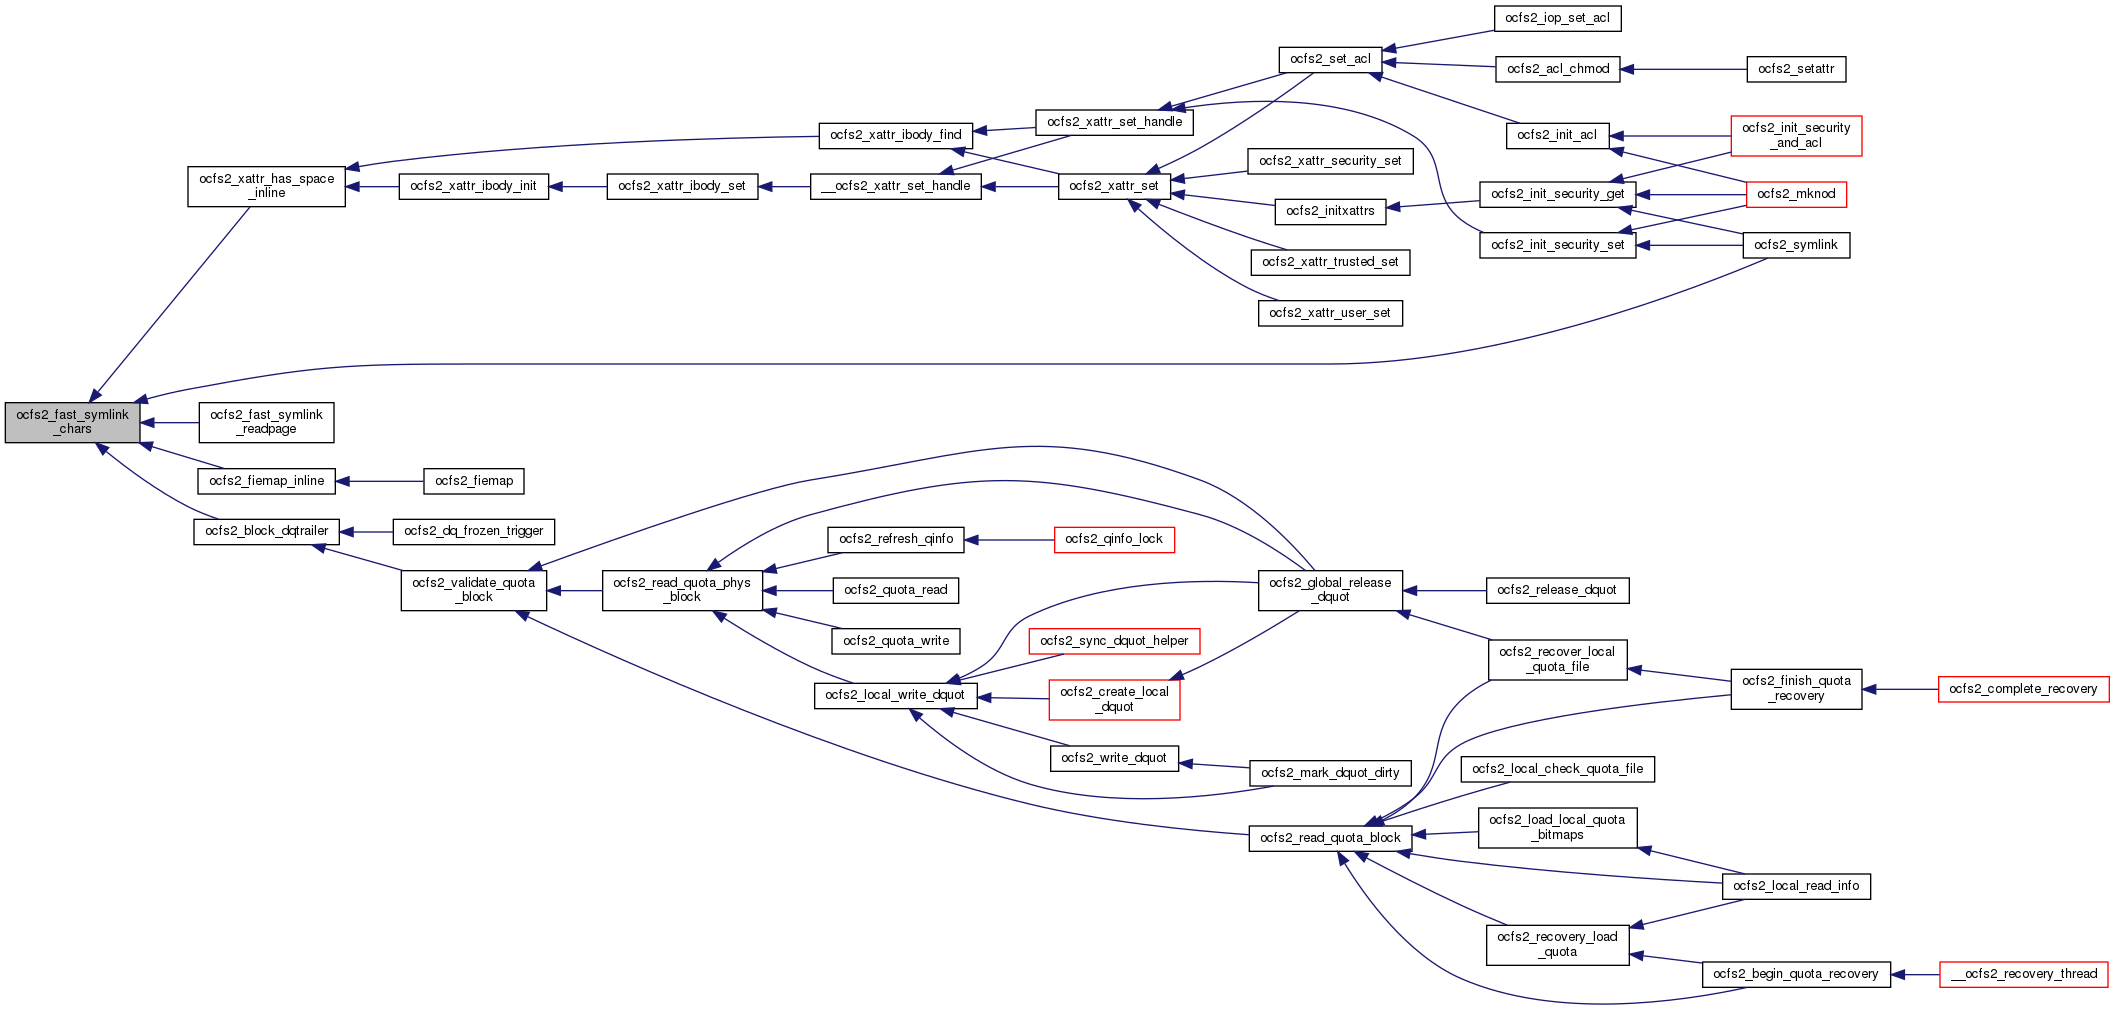 ocfs2_iop_set_acl
ocfs2_set_acl
ocfs2_acl_chmod
ocfs2_setattr
ocfs2_xattr_set_handle
ocfs2_xattr_ibody_find
ocfs2_init_acl
ocfs2_init_security
_and_acl
ocfs2_xattr_security_set
ocfs2_xattr_has_space
_inline
ocfs2_xattr_ibody_init
ocfs2_xattr_ibody_set
__ocfs2_xattr_set_handle
ocfs2_xattr_set
ocfs2_init_security_get
ocfs2_mknod
ocfs2_initxattrs
ocfs2_init_security_set
ocfs2_symlink
ocfs2_xattr_trusted_set
ocfs2_xattr_user_set
ocfs2_fast_symlink
_chars
ocfs2_fast_symlink
_readpage
ocfs2_fiemap_inline
ocfs2_fiemap
ocfs2_block_dqtrailer
ocfs2_dq_frozen_trigger
ocfs2_refresh_qinfo
ocfs2_qinfo_lock
ocfs2_validate_quota
_block
ocfs2_read_quota_phys
_block
ocfs2_quota_read
ocfs2_global_release
_dquot
ocfs2_release_dquot
ocfs2_quota_write
ocfs2_sync_dquot_helper
ocfs2_recover_local
_quota_file
ocfs2_local_write_dquot
ocfs2_create_local
_dquot
ocfs2_finish_quota
_recovery
ocfs2_complete_recovery
ocfs2_write_dquot
ocfs2_mark_dquot_dirty
ocfs2_local_check_quota_file
ocfs2_read_quota_block
ocfs2_load_local_quota
_bitmaps
ocfs2_local_read_info
ocfs2_recovery_load
_quota
ocfs2_begin_quota_recovery
__ocfs2_recovery_thread